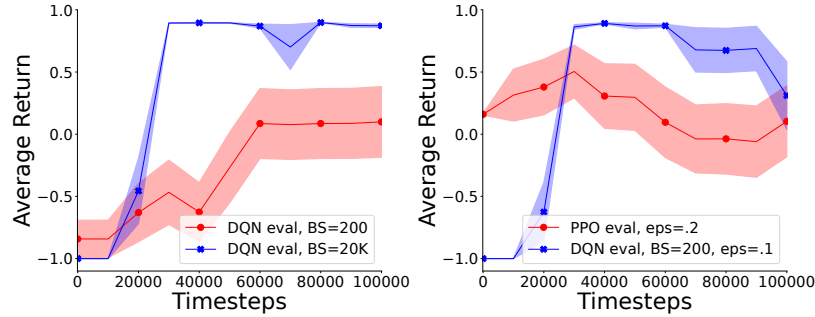 Average Return
1.0
0.5
0.0
−0.5
−1.0
DQN eval, BS=200
DQN eval, BS=20K
0 20000 40000 60000 80000 100000
Timesteps
Average Return
1.0
0.5
0.0
−0.5
−1.0
PPO eval, eps=.2
DQN eval, BS=200, eps=.1
0 20000 40000 60000 80000 100000
Timesteps